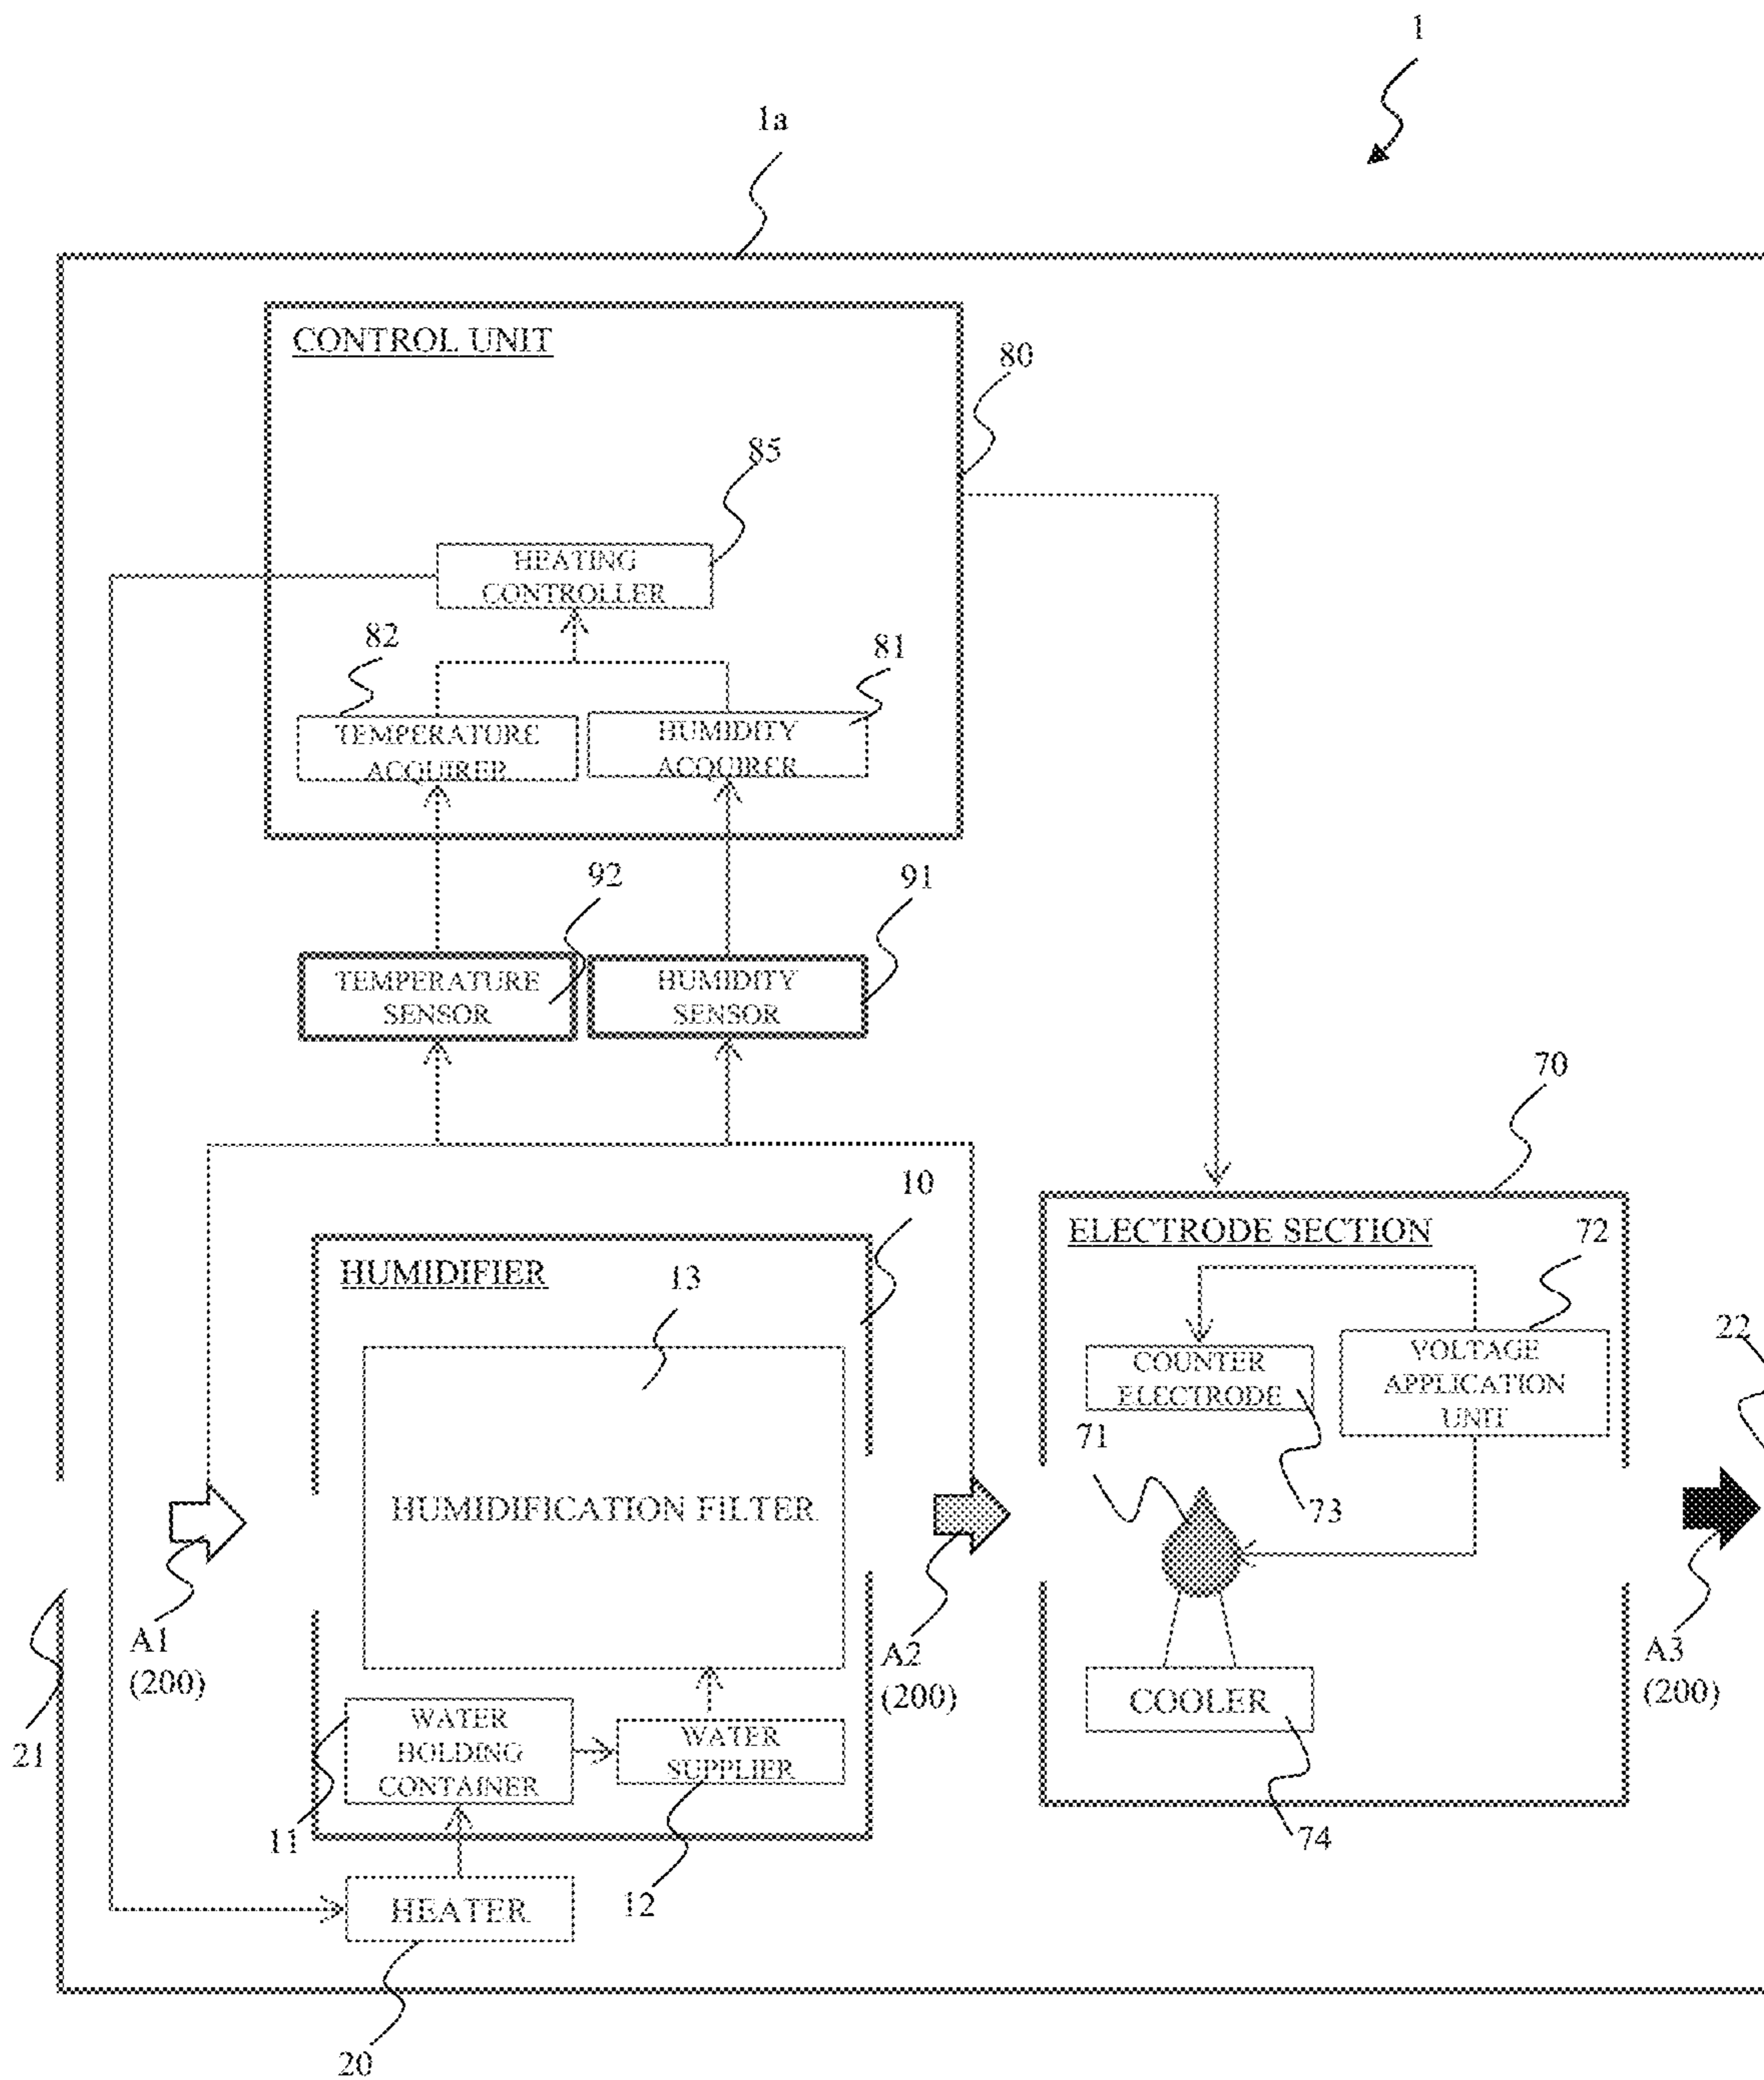 1
1a
CONTROL UNIT
80
85
HEATING
CONTROLLER
82
81
TEMPERATURE
ACQUIRER
HUMIDITY
ACQUIRER
92
91
TEMPERATURE
SENSOR
HUMIDITY
SENSOR
70
10
ELECTRODE SECTION
72
HUMIDIFIER
13
22
COUNTER
ELECTRODE
VOLTAGE
APPLICATION
UNIT
71
73
HUMIDIFICATION FILTER
A1
(200)
A2
(200)
A3
(200)
COOLER
21
WATER
HOLDING
CONTAINER
WATER
SUPPLIER
11
74
12
HEATER
20